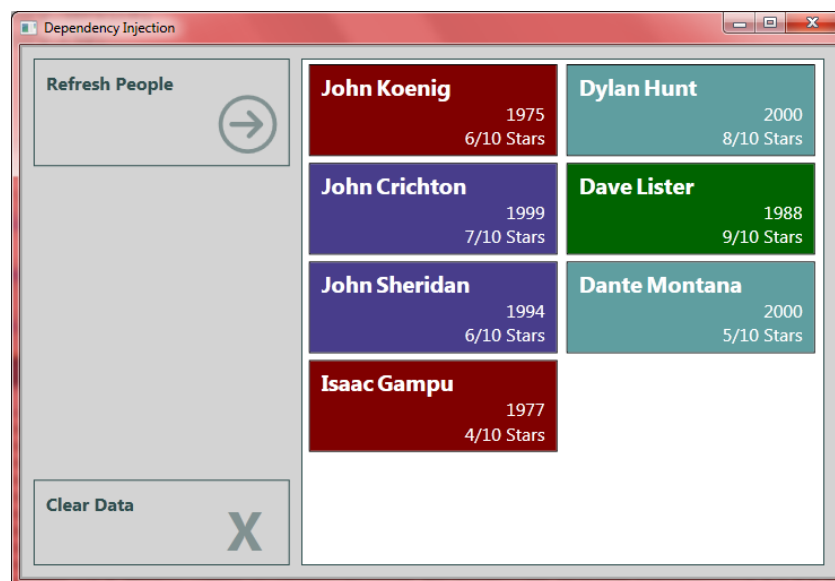 Dependency Injection
Refresh People
Clear Data
X
John Koenig
1975
6/10 Stars
Dylan Hunt
2000
8/10 Stars
John Crichton
1999
7/10 Stars
Dave Lister
1988
9/10 Stars
John Sheridan
1994
6/10 Stars
Dante Montana
2000
5/10 Stars
Isaac Gampu
1977
4/10 Stars